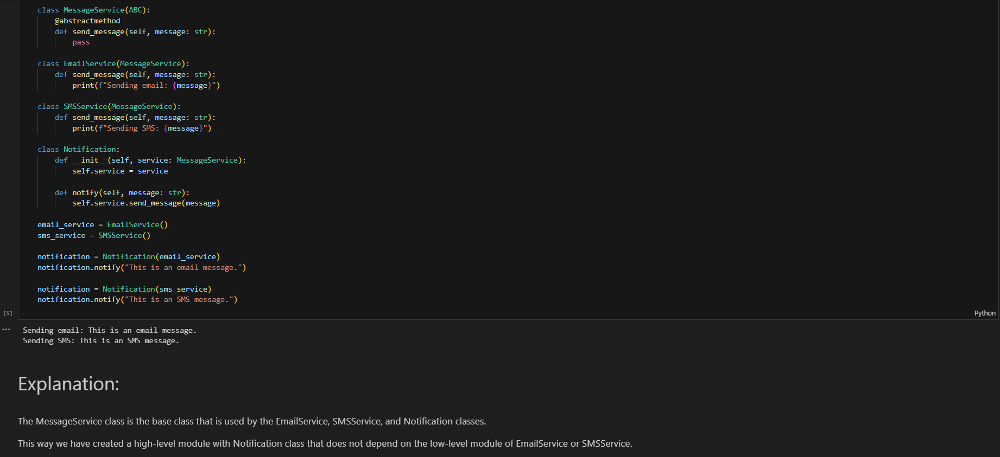 class MessageService(ABC):
    @abstractmethod
    def send_message(self, message: str):
        pass
class EmailService(MessageService):
    def send_message(self, message: str):
        print(f"Sending email: {message}")
class SMSService(MessageService):
    def send_message(self, message: str):
        print(f"Sending SMS: {message}")
class Notification:
    def __init__(self, service: MessageService):
        self.service = service
    def notify(self, message: str):
        self.service.send_message(message)
email_service = EmailService()
sms_service = SMSService()
notification = Notification(email_service)
notification.notify("This is an email message.")
notification = Notification(sms_service)
notification.notify("This is an SMS message.")
[5]
Python
...
Sending email: This is an email message.
Sending SMS: This is an SMS message.
Explanation:
The MessageService class is the base class that is used by the EmailService, SMSService, and Notification classes.
This way we have created a high-level module with Notification class that does not depend on the low-level module of EmailService or SMSService.